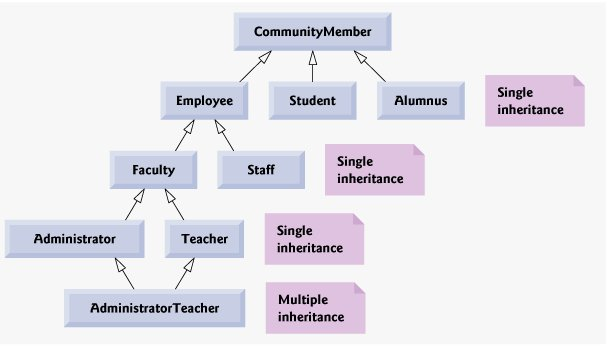 CommunityMember
Employee
Student
Alumnus
Single
inheritance
Faculty
Staff
Single
inheritance
Administrator
Teacher
Single
inheritance
AdministratorTeacher
Multiple
inheritance